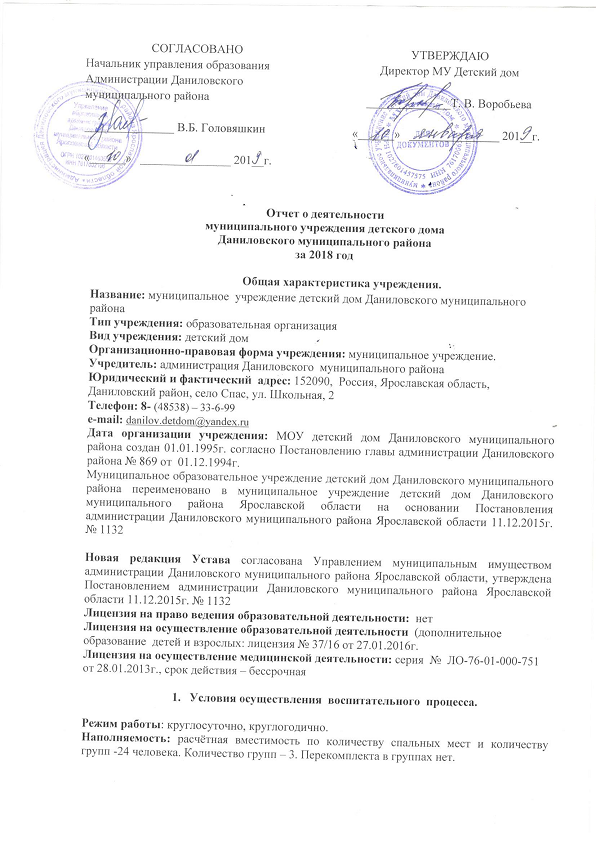 СОГЛАСОВАНО
Начальник управления образования
Администрации Даниловского
муниципального района
В.Б. Головяшкин
«10» 01 2019 г.
УТВЕРЖДАЮ
Директор МУ Детский дом
Т. В. Воробьева
«10» января 2019 г.
ДОКУМЕНТОВ
Отчет о деятельности
муниципального учреждения детского дома
Даниловского муниципального района
за 2018 год
Общая характеристика учреждения.
Название: муниципальное учреждение детский дом Даниловского муниципального
района
Тип учреждения: образовательная организация
Вид учреждения: детский дом
Организационно-правовая форма учреждения: муниципальное учреждение.
Учредитель: администрация Даниловского муниципального района
Юридический и фактический адрес: 152090, Россия, Ярославская область,
Даниловский район, село Спас, ул. Школьная, 2
Телефон: 8- (48538) – 33-6-99
e-mail: danilov.detdom@yandex.ru
Дата организации учреждения: МОУ детский дом Даниловского муниципального
района создан 01.01.1995г. согласно Постановлению главы администрации Даниловского
района № 869 от 01.12.1994г.
Муниципальное образовательное учреждение детский дом Даниловского муниципального
района переименовано в муниципальное учреждение детский дом Даниловского
муниципального района Ярославской области на основании Постановления
администрации Даниловского муниципального района Ярославской области 11.12.2015г.
№ 1132
Новая редакция Устава согласована Управлением муниципальным имуществом
администрации Даниловского муниципального района Ярославской области, утверждена
Постановлением администрации Даниловского муниципального района Ярославской
области 11.12.2015г. № 1132
Лицензия на право ведения образовательной деятельности: нет
Лицензия на осуществление образовательной деятельности (дополнительное
образование детей и взрослых: лицензия № 37/16 от 27.01.2016г.
Лицензия на осуществление медицинской деятельности: серия № ЛО-76-01-000-751
от 28.01.2013г., срок действия – бессрочная
1. Условия осуществления воспитательного процесса.
Режим работы: круглосуточно, круглогодично.
Наполняемость: расчётная вместимость по количеству спальных мест и количеству
групп -24 человека. Количество групп – 3. Перекомплекта в группах нет.